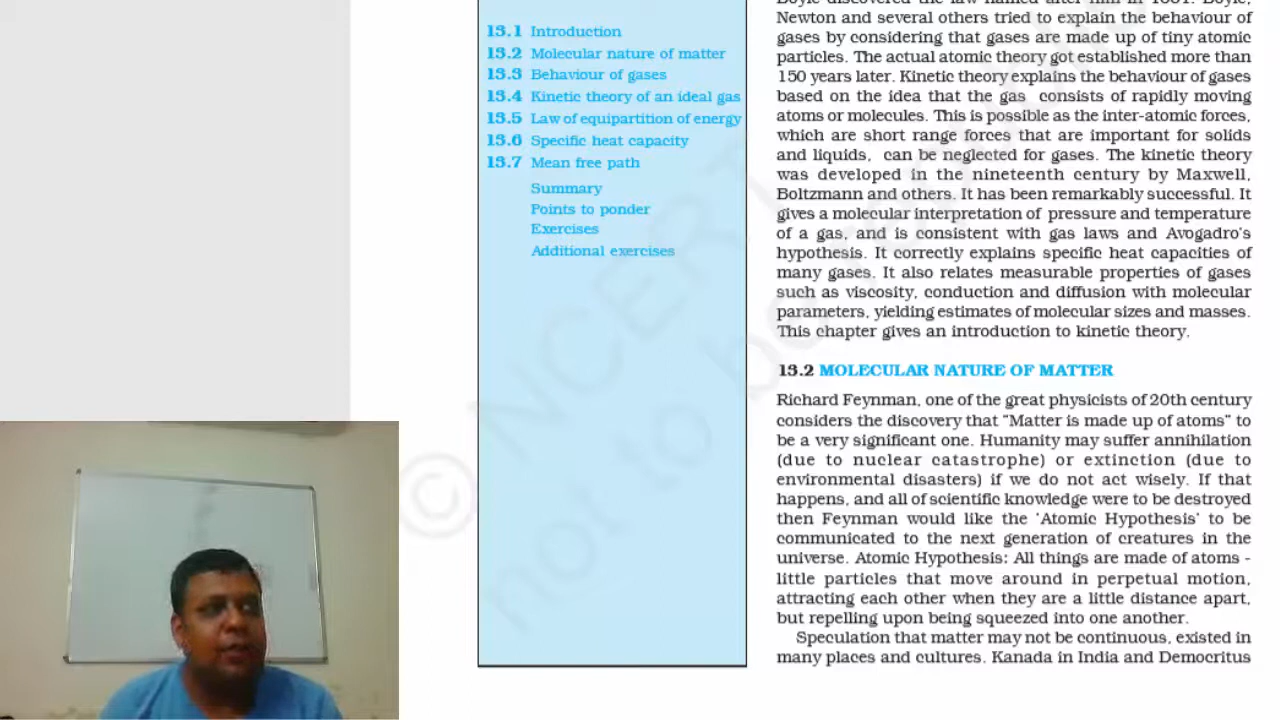 13.1 Introduction
13.2 Molecular nature of matter
13.3 Behaviour of gases
13.4 Kinetic theory of an ideal gas
13.5 Law of equipartition of energy
13.6 Specific heat capacity
13.7 Mean free path
Summary
Points to ponder
Exercises
Additional exercises
Boyle discovered the law named after him in 1661. Boyle,
Newton and several others tried to explain the behaviour of
gases by considering that gases are made up of tiny atomic
particles. The actual atomic theory got established more than
150 years later. Kinetic theory explains the behaviour of gases
based on the idea that the gas consists of rapidly moving
atoms or molecules. This is possible as the inter-atomic forces,
which are short range forces that are important for solids
and liquids, can be neglected for gases. The kinetic theory
was developed in the nineteenth century by Maxwell,
Boltzmann and others. It has been remarkably successful. It
gives a molecular interpretation of pressure and temperature
of a gas, and is consistent with gas laws and Avogadro's
hypothesis. It correctly explains specific heat capacities of
many gases. It also relates measurable properties of gases
such as viscosity, conduction and diffusion with molecular
parameters, yielding estimates of molecular sizes and masses.
This chapter gives an introduction to kinetic theory.
13.2 MOLECULAR NATURE OF MATTER
Richard Feynman, one of the great physicists of 20th century
considers the discovery that "Matter is made up of atoms" to
be a very significant one. Humanity may suffer annihilation
(due to nuclear catastrophe) or extinction (due to
environmental disasters) if we do not act wisely. If that
happens, and all of scientific knowledge were to be destroyed
then Feynman would like the 'Atomic Hypothesis' to be
communicated to the next generation of creatures in the
universe. Atomic Hypothesis: All things are made of atoms -
little particles that move around in perpetual motion,
attracting each other when they are a little distance apart,
but repelling upon being squeezed into one another.
Speculation that matter may not be continuous, existed in
many places and cultures. Kanada in India and Democritus
© NCERT
not to be republished